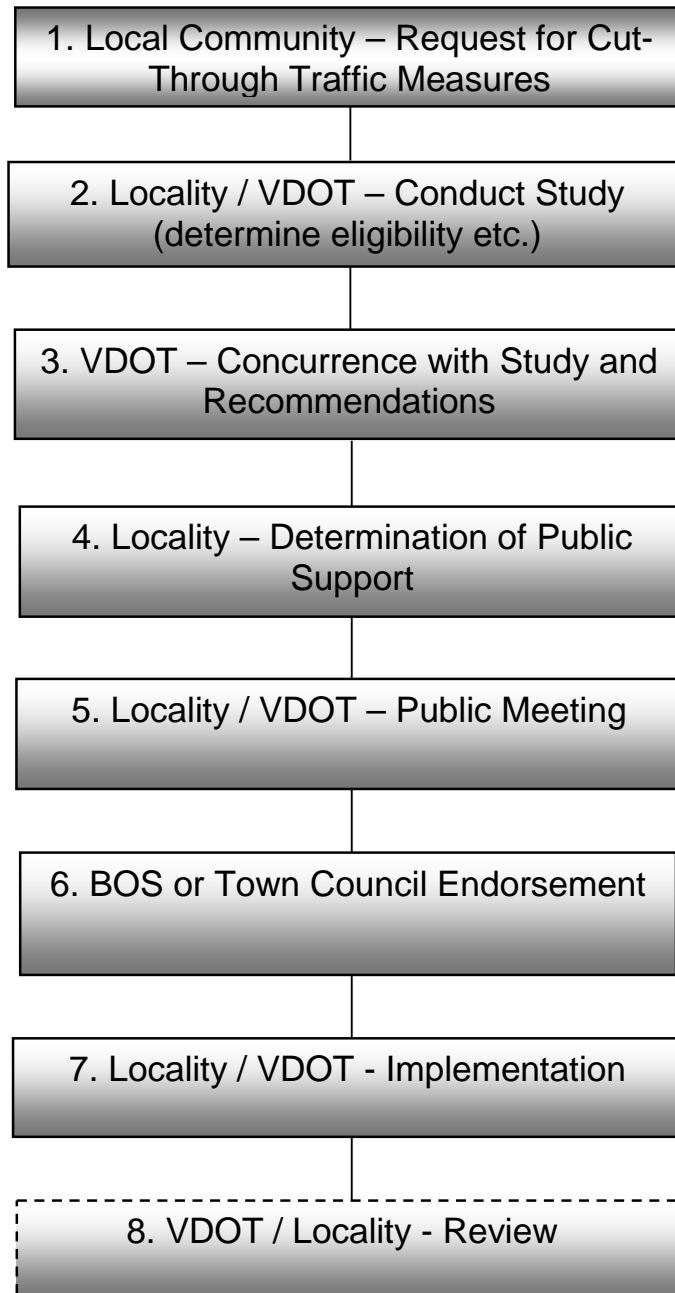 1. Local Community – Request for Cut-
Through Traffic Measures
2. Locality / VDOT – Conduct Study
(determine eligibility etc.)
3. VDOT – Concurrence with Study and
Recommendations
4. Locality – Determination of Public
Support
5. Locality / VDOT – Public Meeting
6. BOS or Town Council Endorsement
7. Locality / VDOT - Implementation
8. VDOT / Locality - Review